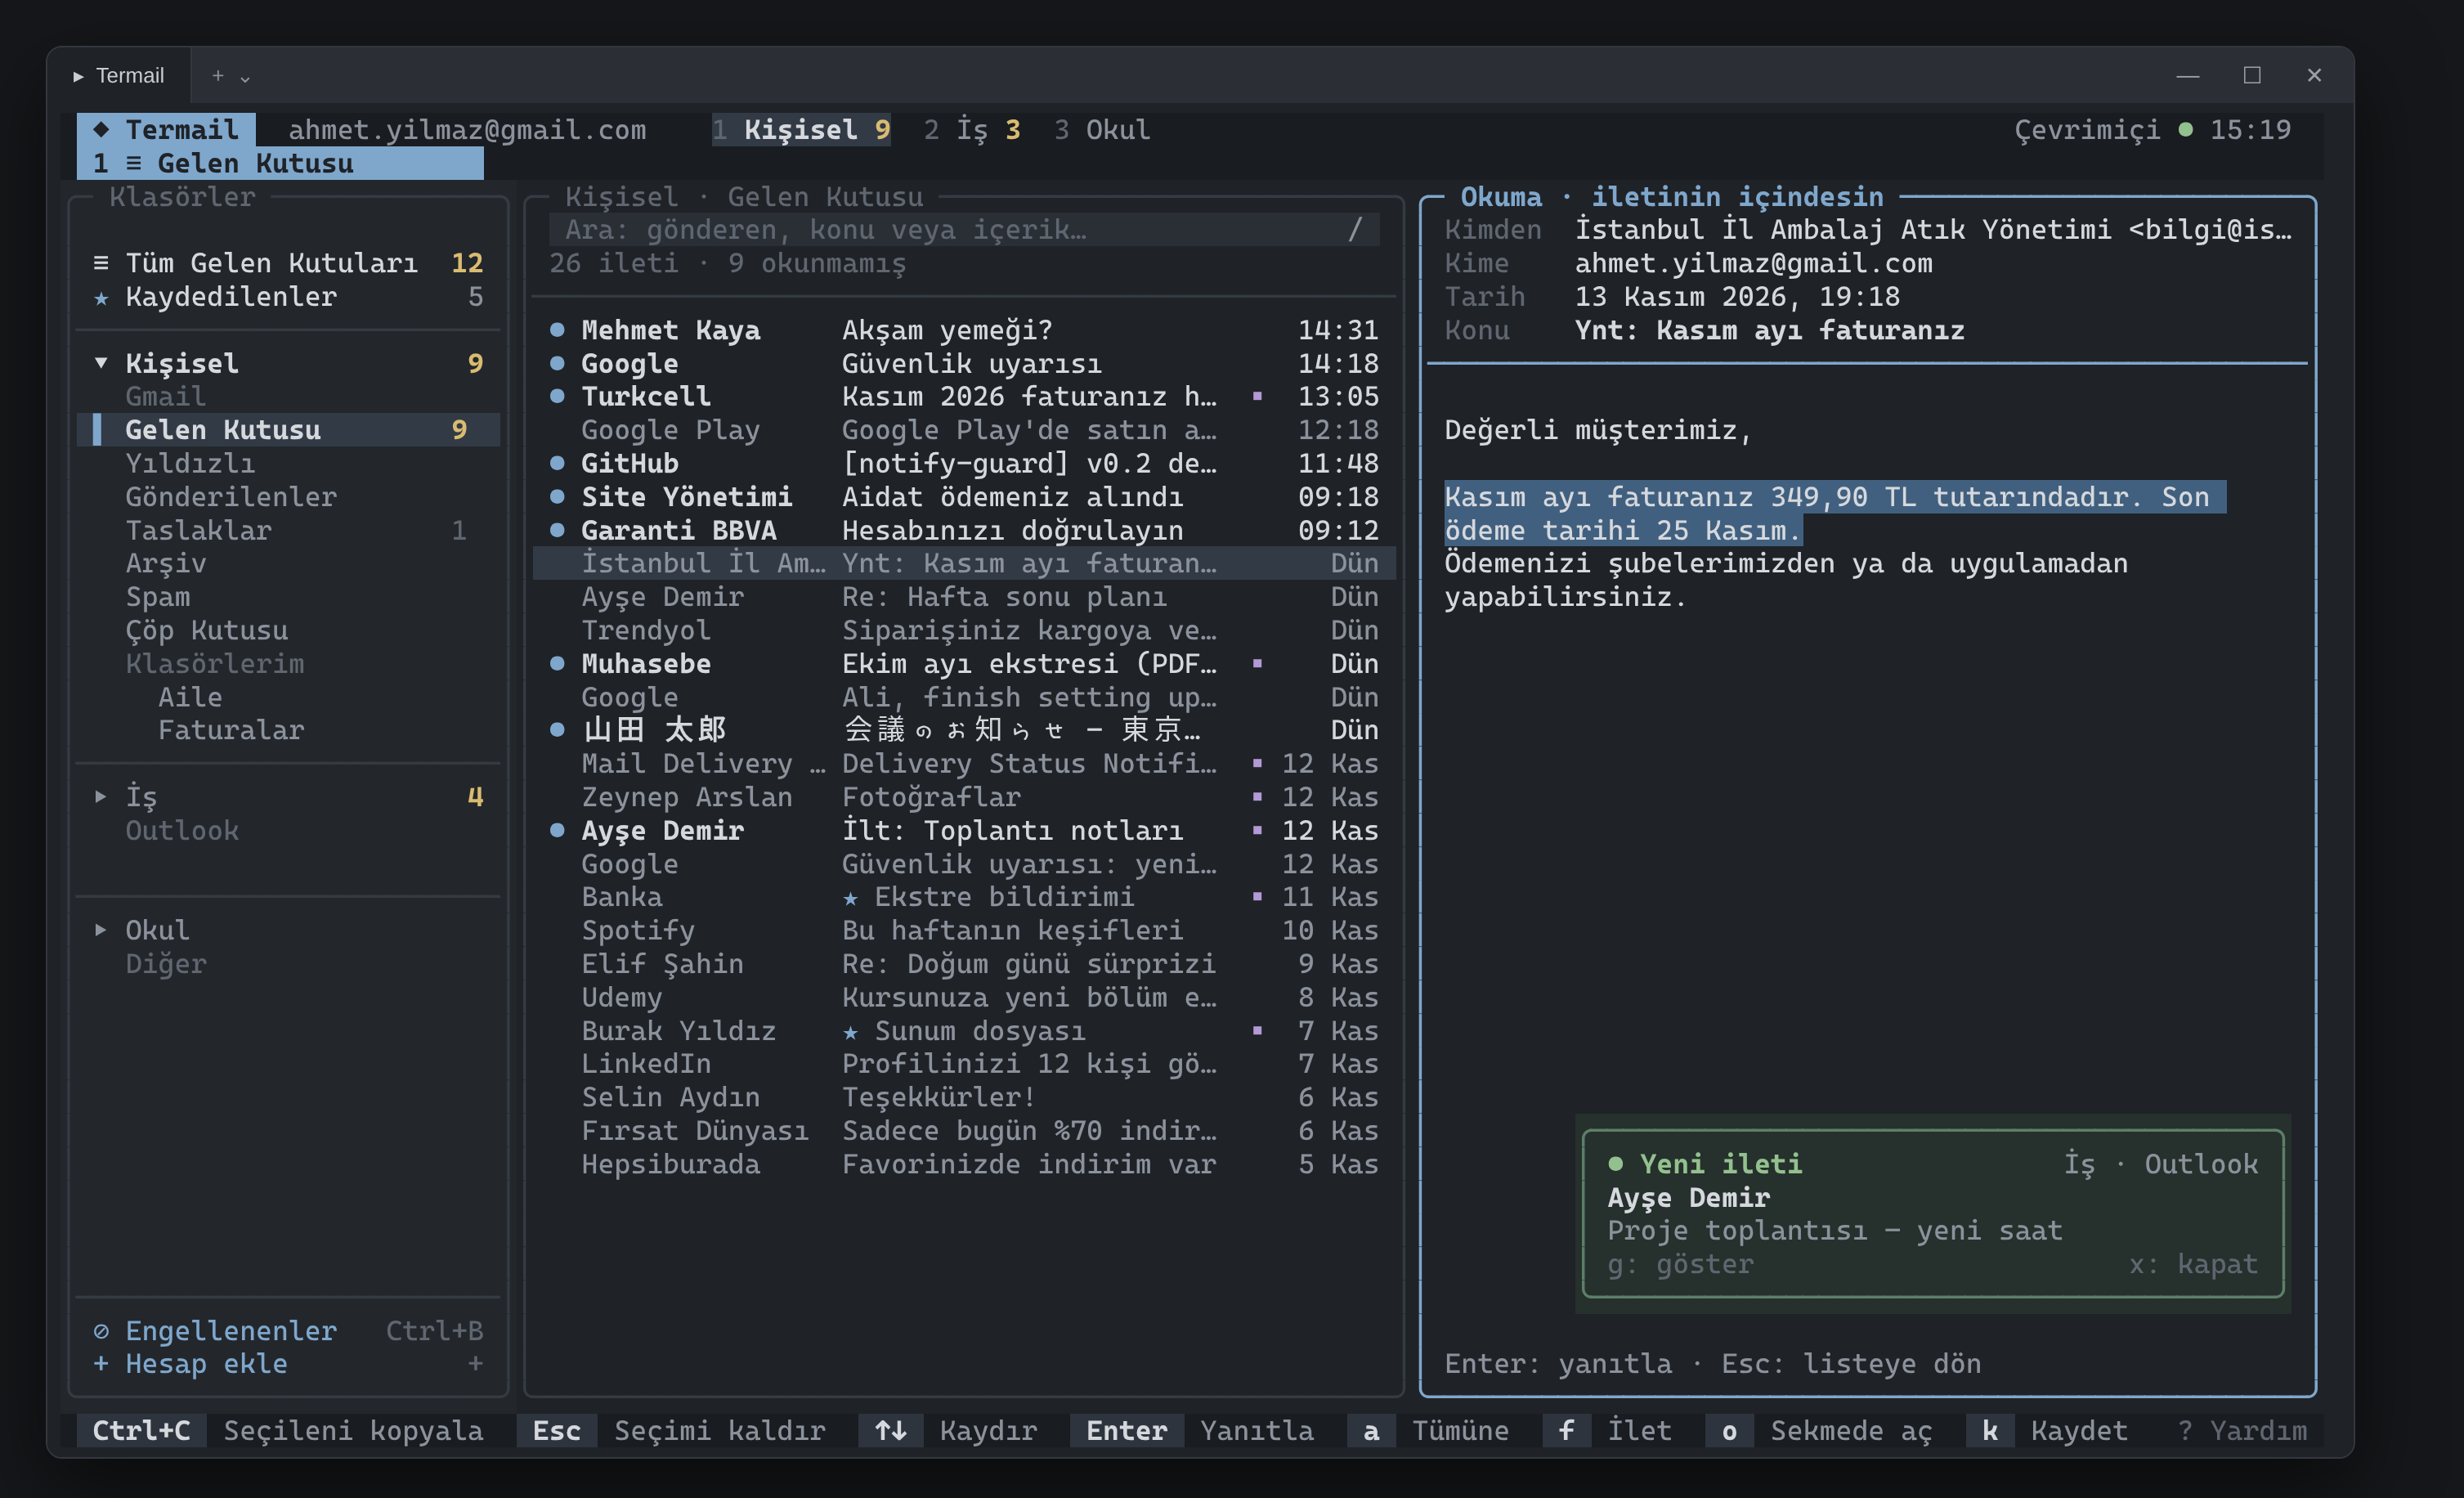 ▸ Termail + ⌄ — ☐ ✕
◆ Termail ahmet.yilmaz@gmail.com 1 Kişisel 9 2 İş 3 3 Okul Çevrimiçi ● 15:19
1 ≡ Gelen Kutusu
Klasörler
≡ Tüm Gelen Kutuları 12
★ Kaydedilenler 5
▼ Kişisel 9
Gmail
Gelen Kutusu 9
Yıldızlı
Gönderilenler
Taslaklar 1
Arşiv
Spam
Çöp Kutusu
Klasörlerim
Aile
Faturalar
▶ İş 4
Outlook
▶ Okul
Diğer
⊘ Engellenenler Ctrl+B
+ Hesap ekle +
Kişisel · Gelen Kutusu
Ara: gönderen, konu veya içerik… /
26 ileti · 9 okunmamış
● Mehmet Kaya Akşam yemeği? 14:31
● Google Güvenlik uyarısı 14:18
● Turkcell Kasım 2026 faturanız h… ▪ 13:05
Google Play Google Play'de satın a… 12:18
● GitHub [notify-guard] v0.2 de… 11:48
● Site Yönetimi Aidat ödemeniz alındı 09:18
● Garanti BBVA Hesabınızı doğrulayın 09:12
İstanbul İl Am… Ynt: Kasım ayı faturan… Dün
Ayşe Demir Re: Hafta sonu planı Dün
Trendyol Siparişiniz kargoya ve… Dün
● Muhasebe Ekim ayı ekstresi (PDF… ▪ Dün
Google Ali, finish setting up… Dün
● 山田 太郎 会議のお知らせ — 東京… Dün
Mail Delivery … Delivery Status Notifi… ▪ 12 Kas
Zeynep Arslan Fotoğraflar ▪ 12 Kas
● Ayşe Demir İlt: Toplantı notları ▪ 12 Kas
Google Güvenlik uyarısı: yeni… 12 Kas
Banka ★ Ekstre bildirimi ▪ 11 Kas
Spotify Bu haftanın keşifleri 10 Kas
Elif Şahin Re: Doğum günü sürprizi 9 Kas
Udemy Kursunuza yeni bölüm e… 8 Kas
Burak Yıldız ★ Sunum dosyası ▪ 7 Kas
LinkedIn Profilinizi 12 kişi gö… 7 Kas
Selin Aydın Teşekkürler! 6 Kas
Fırsat Dünyası Sadece bugün %70 indir… 6 Kas
Hepsiburada Favorinizde indirim var 5 Kas
Okuma · iletinin içindesin
Kimden İstanbul İl Ambalaj Atık Yönetimi <bilgi@is…
Kime ahmet.yilmaz@gmail.com
Tarih 13 Kasım 2026, 19:18
Konu Ynt: Kasım ayı faturanız
Değerli müşterimiz,
Kasım ayı faturanız 349,90 TL tutarındadır. Son
ödeme tarihi 25 Kasım.
Ödemenizi şubelerimizden ya da uygulamadan
yapabilirsiniz.
● Yeni ileti İş · Outlook
Ayşe Demir
Proje toplantısı — yeni saat
g: göster x: kapat
Enter: yanıtla · Esc: listeye dön
Ctrl+C Seçileni kopyala Esc Seçimi kaldır ↑↓ Kaydır Enter Yanıtla a Tümüne f İlet o Sekmede aç k Kaydet ? Yardım